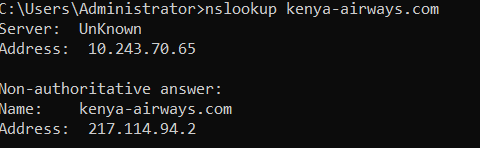 C:\Users\Administrator>nslookup kenya-airways.com
Server:  UnKnown
Address:  10.243.70.65

Non-authoritative answer:
Name:    kenya-airways.com
Address:  217.114.94.2